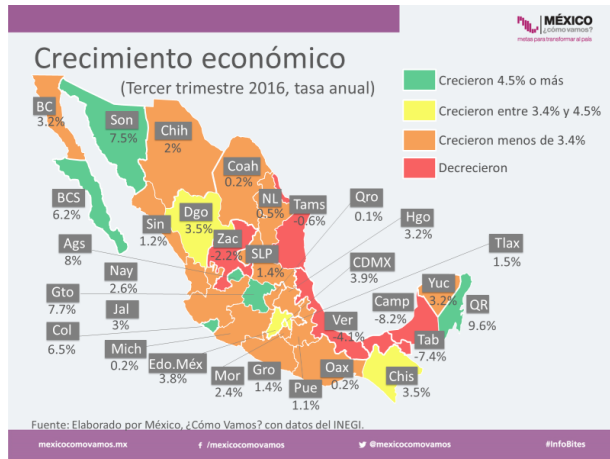 MÉXICO
¿cómo vamos?
metas para transformar al país
Crecimiento económico
(Tercer trimestre 2016, tasa anual)
Crecieron 4.5% o más
Crecieron entre 3.4% y 4.5%
Crecieron menos de 3.4%
Decrecieron
BC
3.2%
Son
7.5%
Chih
2%
Coah
0.2%
BCS
6.2%
Sin
1.2%
Dgo
3.5%
NL
0.5%
Tams
-0.6%
Qro
0.1%
Hgo
3.2%
Ags
8%
Zac
-2.2%
SLP
1.4%
CDMX
3.9%
Tlax
1.5%
Nay
2.6%
Gto
7.7%
Jal
3%
Col
6.5%
Mich
0.2%
Edo.Méx
3.8%
Mor
2.4%
Gro
1.4%
Pue
1.1%
Oax
0.2%
Ver
-4.1%
Camp
-8.2%
Yuc
3.2%
QR
9.6%
Tab
-7.4%
Chis
3.5%
Fuente: Elaborado por México, ¿Cómo Vamos? con datos del INEGI.
mexicocomovamos.mx
/mexicocomovamos
@mexicocomovamos
#InfoBites